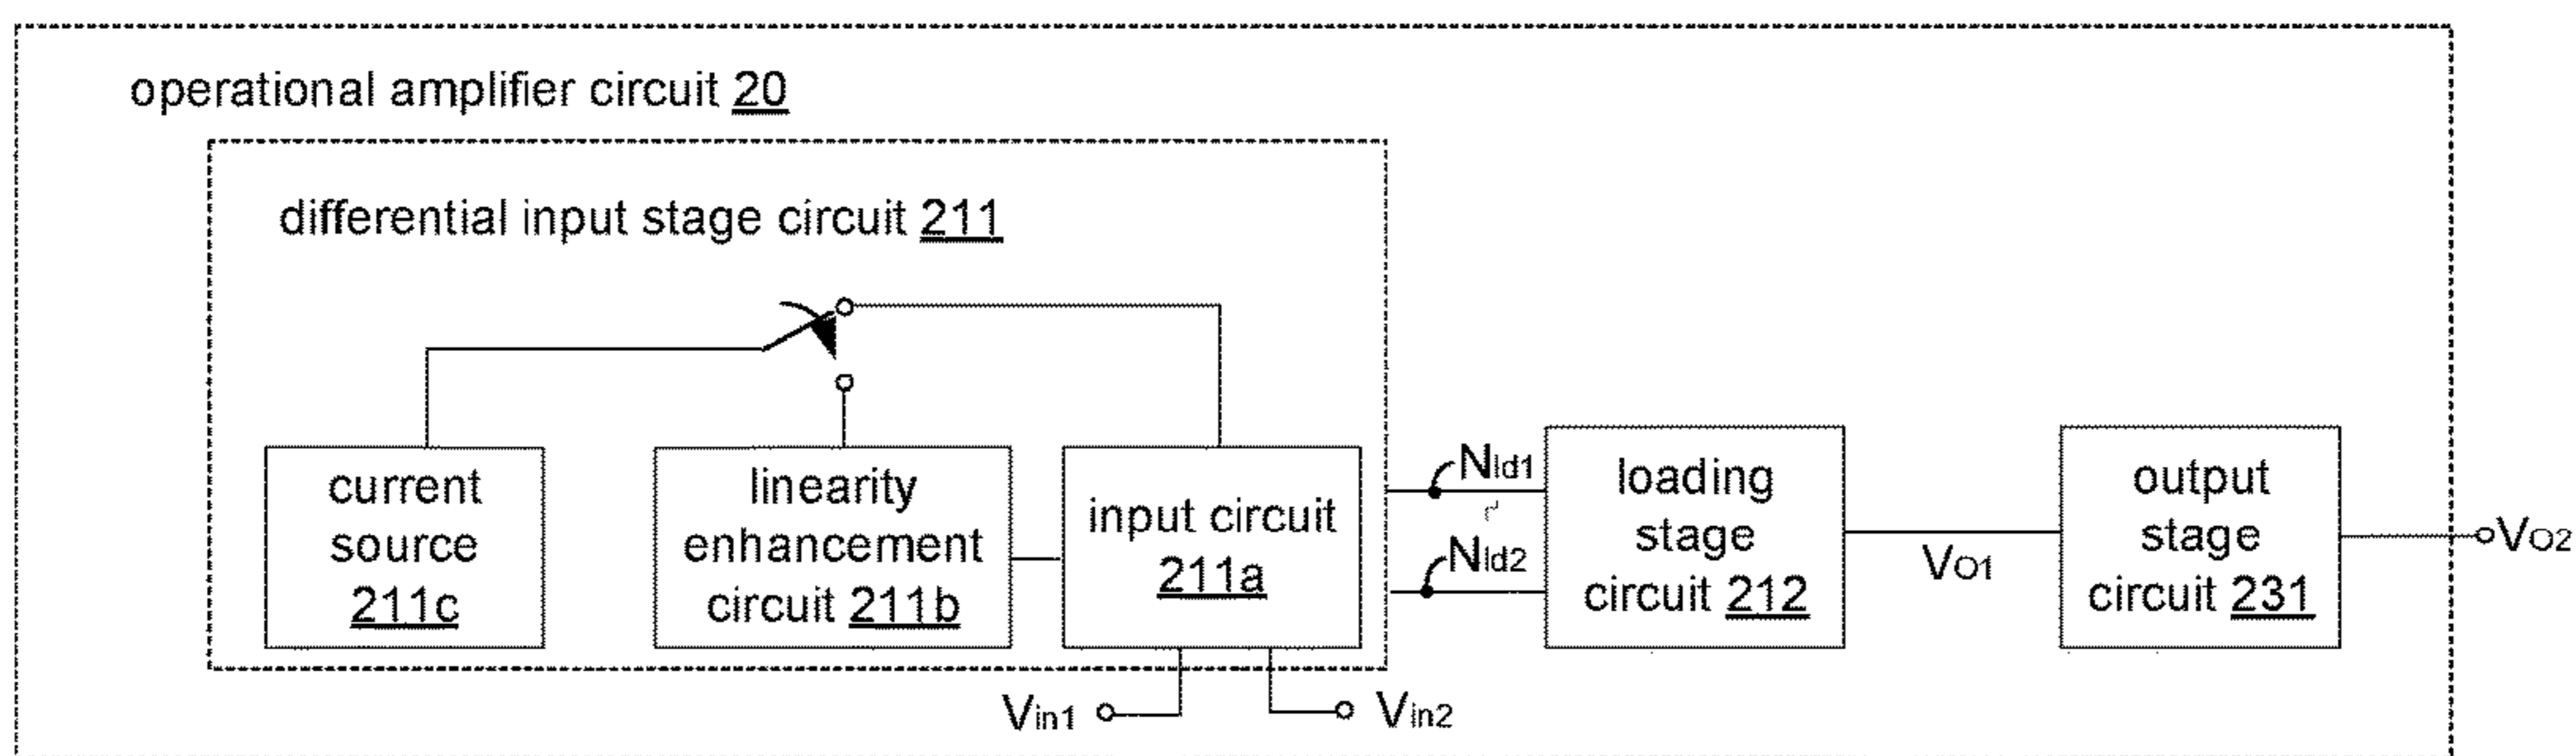 operational amplifier circuit 20
differential input stage circuit 211
current
source
211c
linearity
enhancement
circuit 211b
input circuit
211a
Nld1
Nld2
loading
stage
circuit 212
VO1
output
stage
circuit 231
VO2
Vin1
Vin2